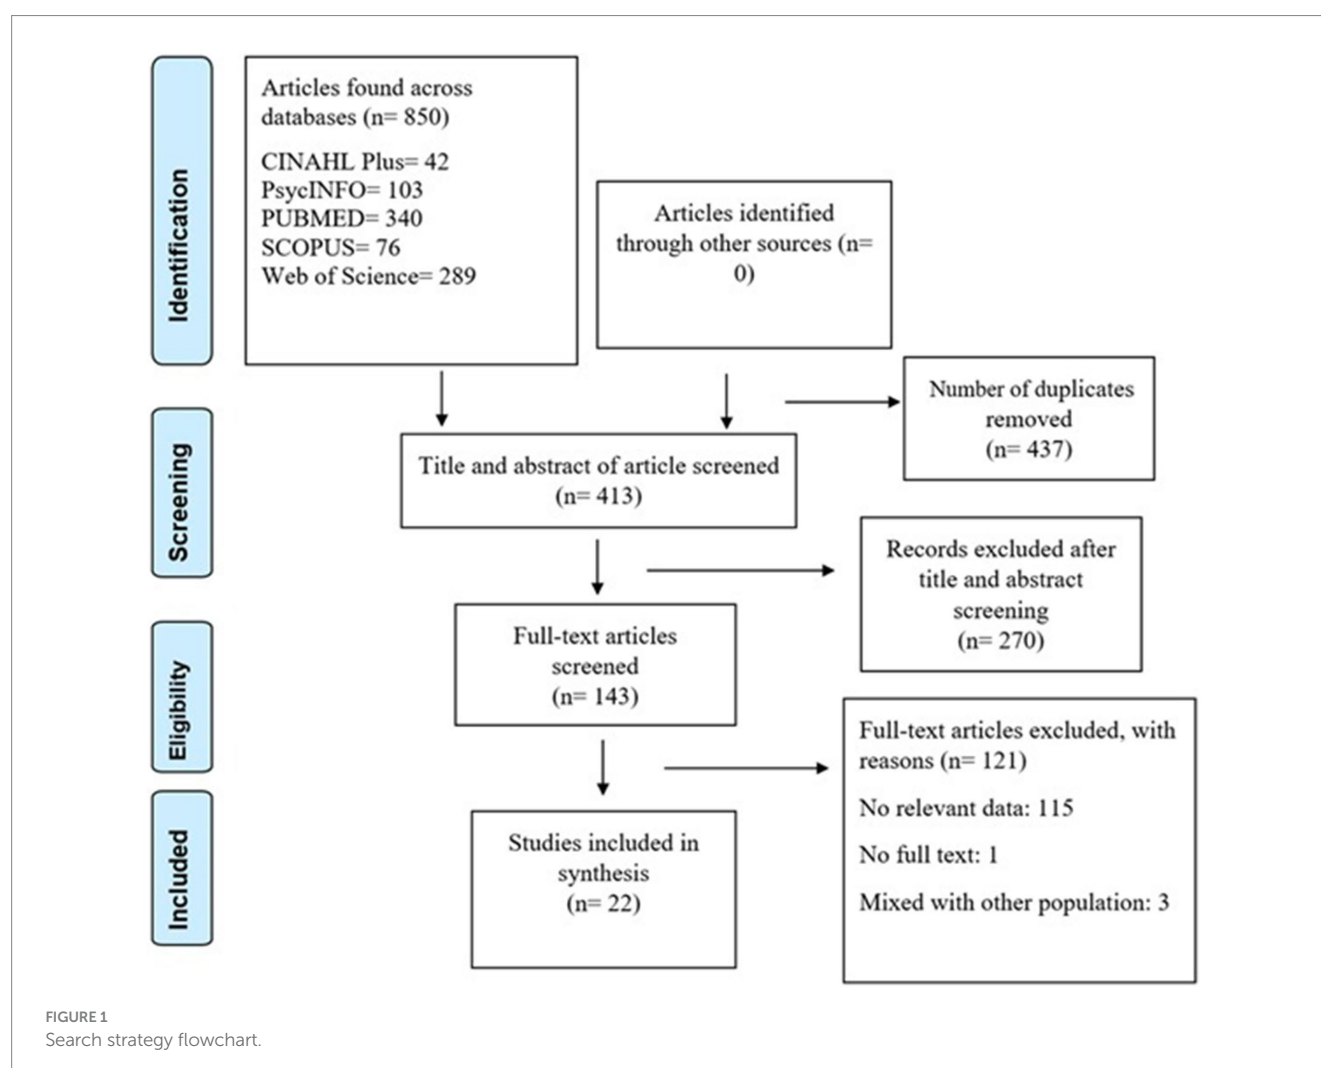 Identification
Articles found across
databases (n= 850)
CINAHL Plus= 42
PsycINFO= 103
PUBMED= 340
SCOPUS= 76
Web of Science= 289
Articles identified
through other sources (n=
0)
Number of duplicates
removed
(n= 437)
Screening
Title and abstract of article screened
(n= 413)
Records excluded after
title and abstract
screening
(n= 270)
Eligibility
Full-text articles
screened
(n= 143)
Full-text articles excluded, with
reasons (n= 121)
No relevant data: 115
No full text: 1
Mixed with other population: 3
Included
Studies included in
synthesis
(n= 22)
FIGURE 1
Search strategy flowchart.